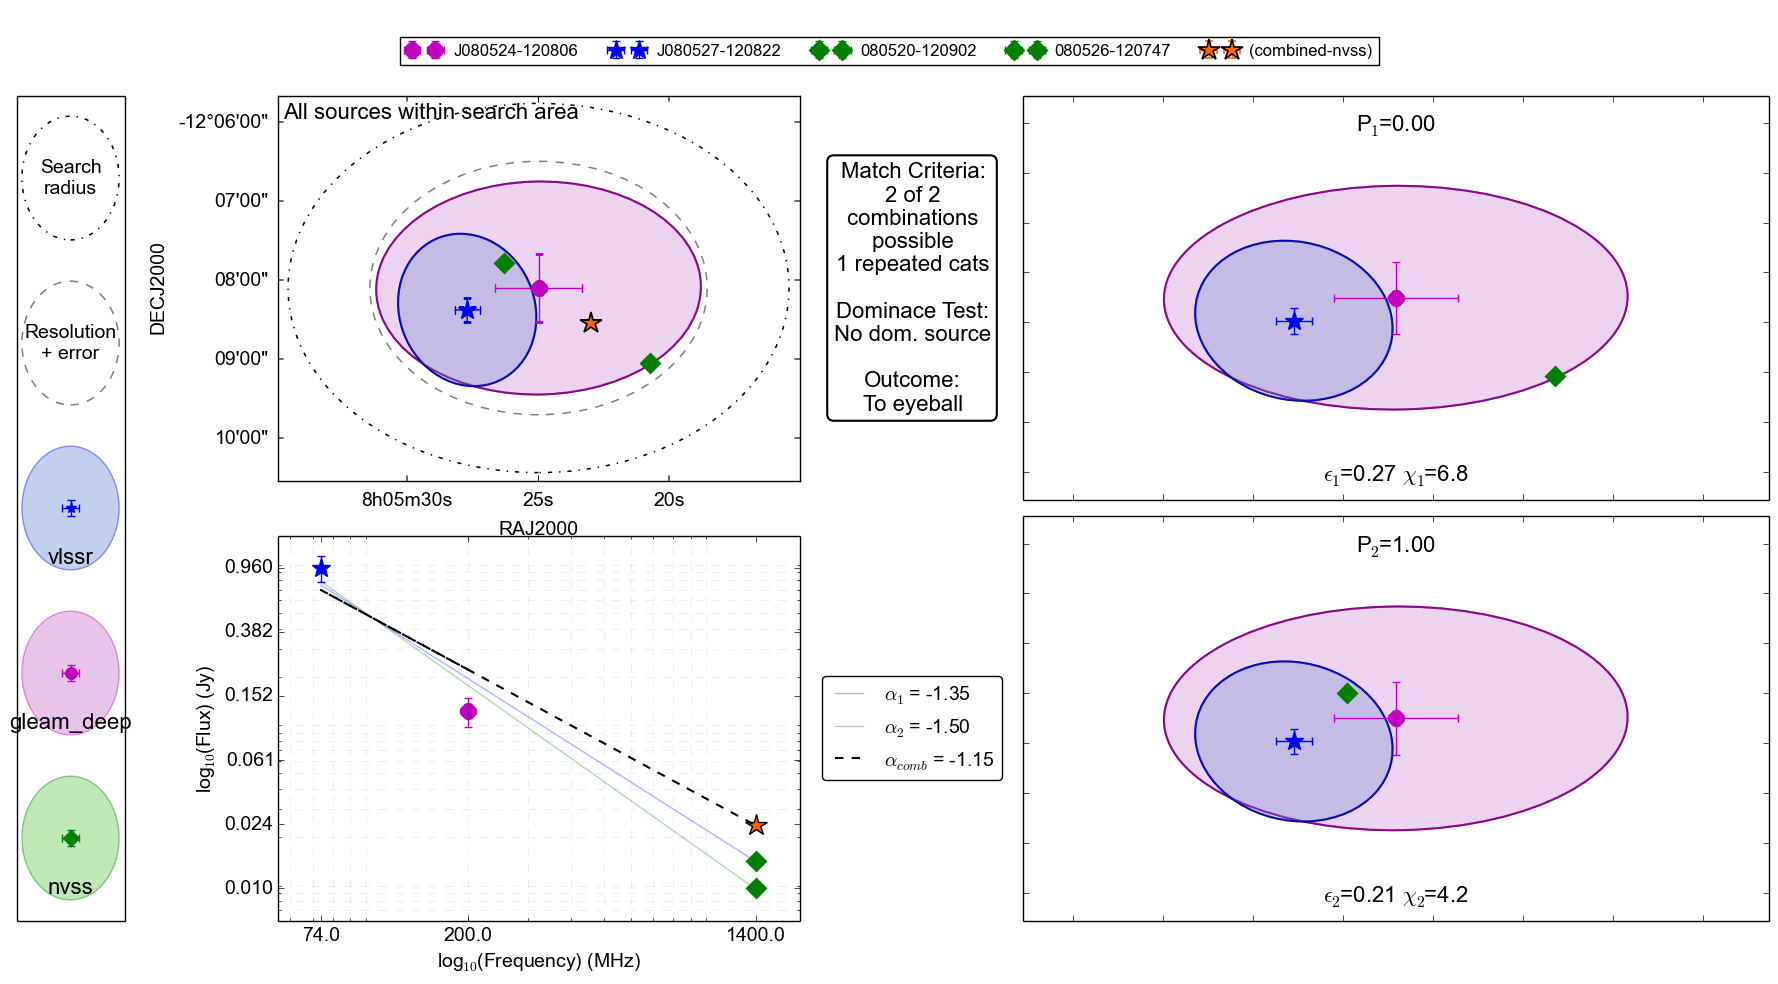 J080524-120806 J080527-120822 080520-120902 080526-120747 (combined-nvss)
Search
radius
Resolution
+ error
vlssr
gleam_deep
nvss
All sources within search area
DECJ2000
-12°06'00"
07'00"
08'00"
09'00"
10'00"
8h05m30s 25s 20s
RAJ2000
Match Criteria:
2 of 2
combinations
possible
1 repeated cats
Dominace Test:
No dom. source
Outcome:
To eyeball
P₁=0.00
ϵ₁=0.27 χ₁=6.8
P₂=1.00
ϵ₂=0.21 χ₂=4.2
log₁₀(Flux) (Jy)
0.960
0.382
0.152
0.061
0.024
0.010
74.0 200.0 1400.0
log₁₀(Frequency) (MHz)
α₁ = -1.35
α₂ = -1.50
α_comb = -1.15